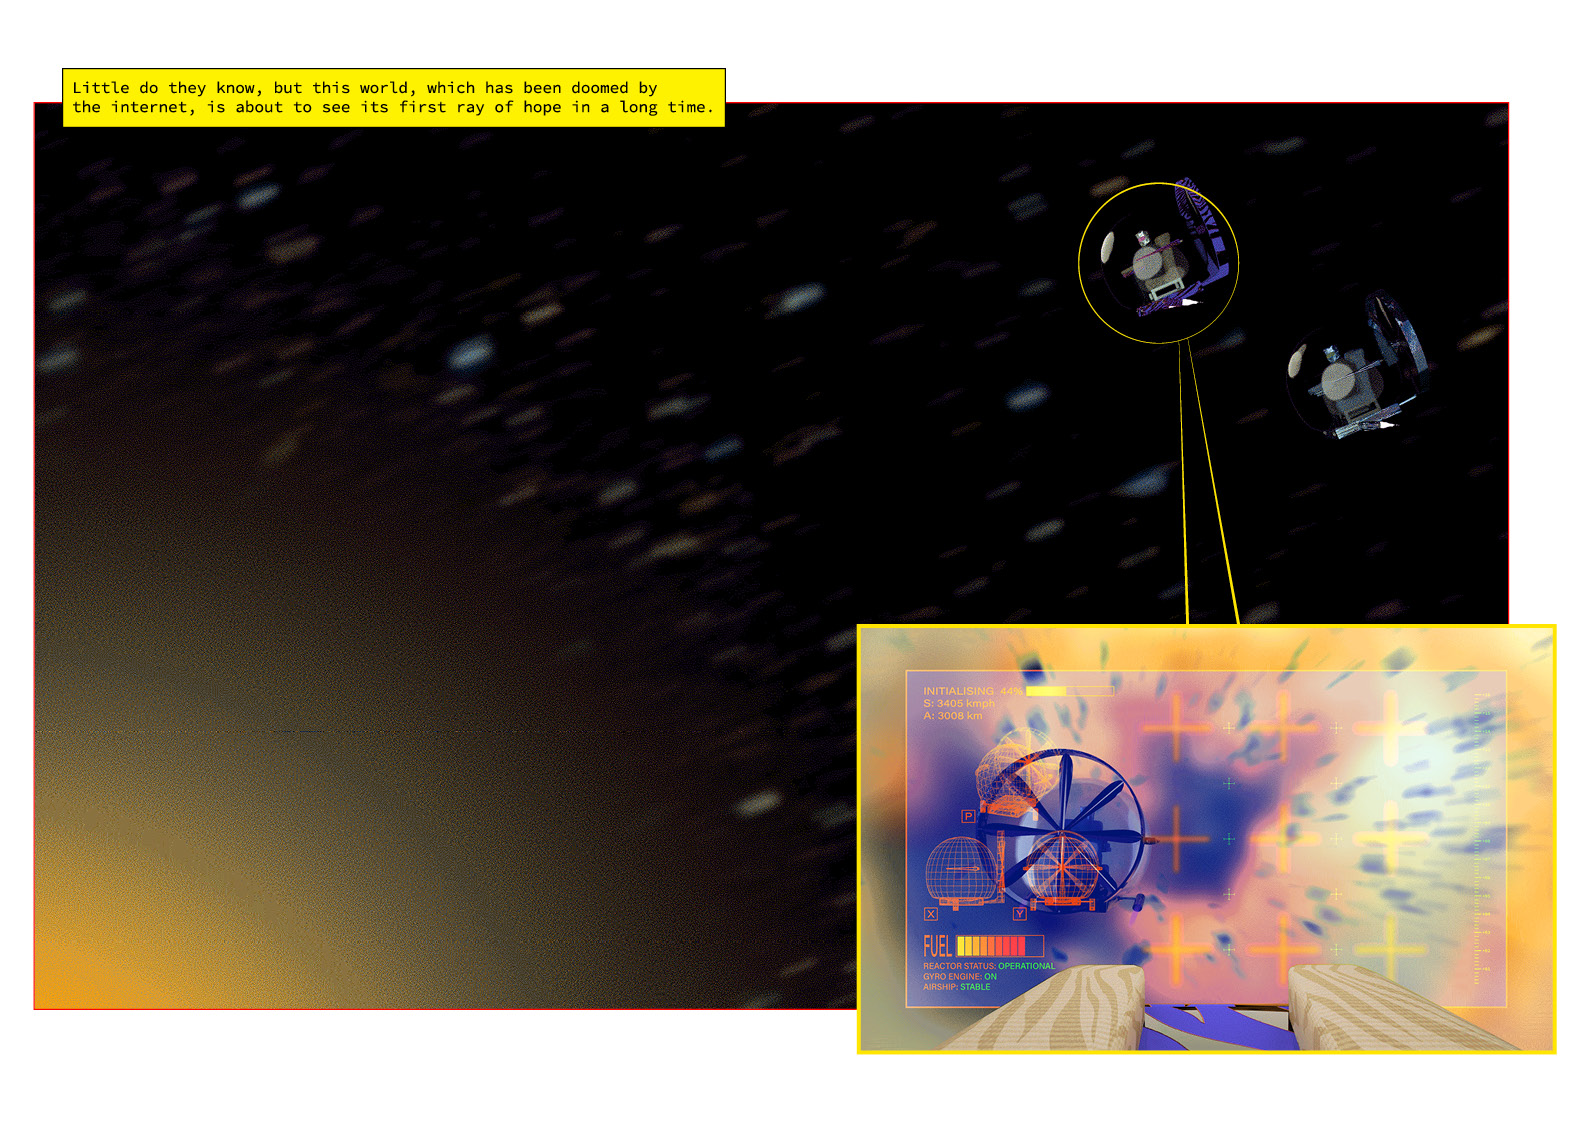 Little do they know, but this world, which has been doomed by
the internet, is about to see its first ray of hope in a long time.
INITIALISING 44%
S: 3405 kmph
A: 3008 km
P
X
Y
FUEL
REACTOR STATUS: OPERATIONAL
GYRO ENGINE: ON
AIRSHIP: STABLE